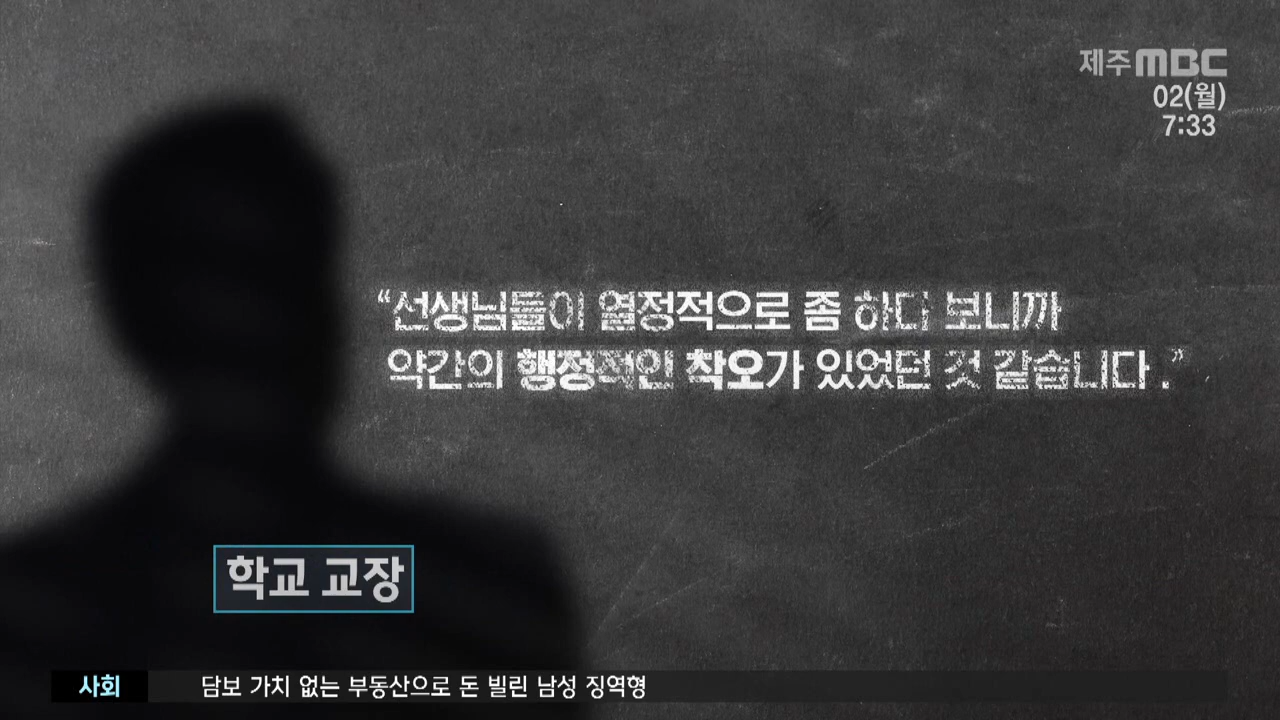 제주MBC
02(월)
7:33
“선생님들이 열정적으로 좀 하다 보니까
약간의 행정적인 착오가 있었던 것 같습니다.”
학교 교장
사회 담보 가치 없는 부동산으로 돈 빌린 남성 징역형